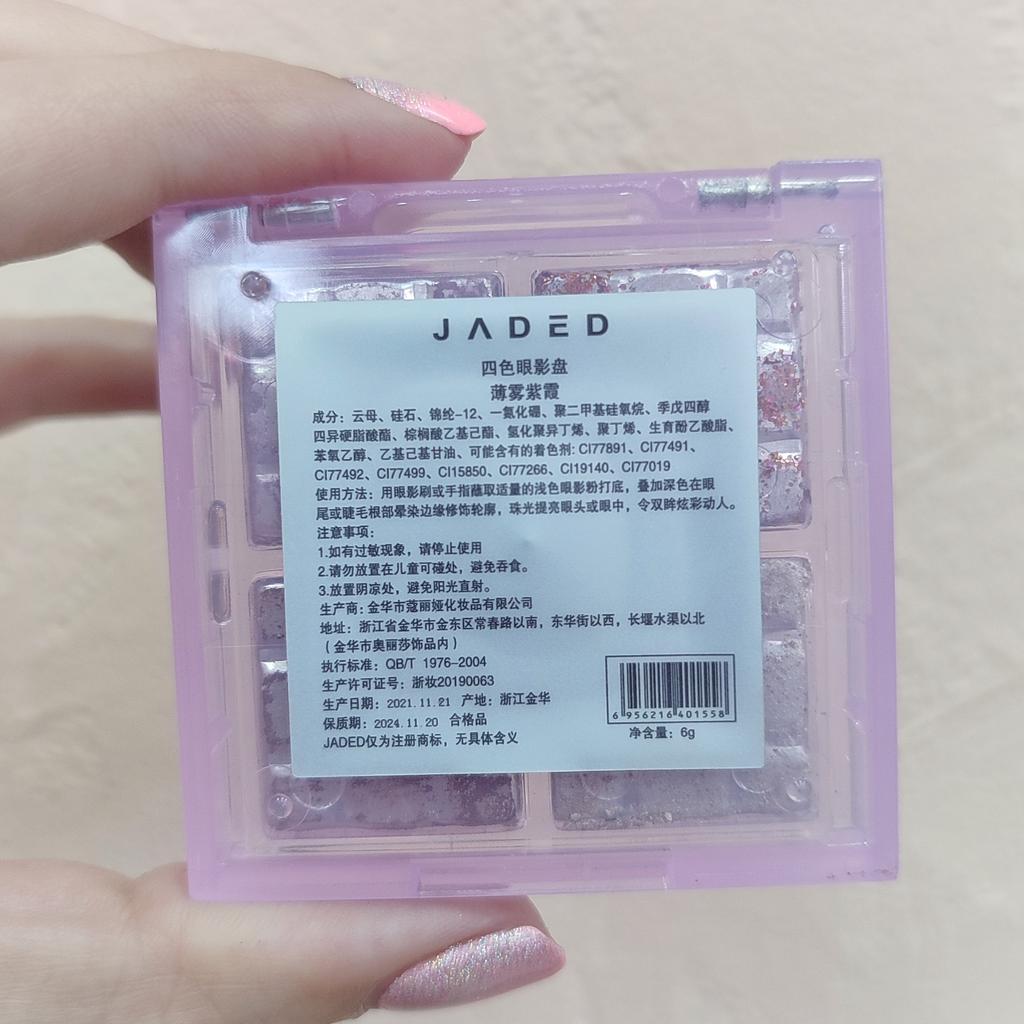 JADED
四色眼影盘
薄雾紫霞
成分：云母、硅石、锦纶-12、一氮化硼、聚二甲基硅氧烷、季戊四醇
四异硬脂酸酯、棕榈酸乙基己酯、氢化聚异丁烯、聚丁烯、生育酚乙酸脂、
苯氧乙醇、乙基己基甘油、可能含有的着色剂: CI77891、CI77491、
CI77492、CI77499、CI15850、CI77266、CI19140、CI77019
使用方法：用眼影刷或手指蘸取适量的浅色眼影粉打底，叠加深色在眼
尾或睫毛根部晕染边缘修饰轮廓，珠光提亮眼头或眼中，令双眸炫彩动人。
注意事项：
1.如有过敏现象，请停止使用
2.请勿放置在儿童可碰处，避免吞食。
3.放置阴凉处，避免阳光直射。
生产商：金华市蔻丽娅化妆品有限公司
地址：浙江省金华市金东区常春路以南，东华街以西，长堰水渠以北
（金华市奥丽莎饰品内）
执行标准：QB/T 1976-2004
生产许可证号：浙妆20190063
生产日期：2021.11.21 产地：浙江金华
保质期：2024.11.20 合格品
JADED仅为注册商标，无具体含义
6 956216 401558
净含量：6g